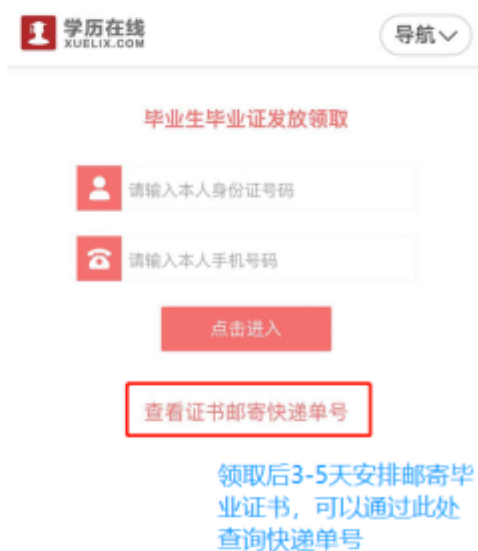 学历在线
XUELIX.COM
导航
毕业生毕业证发放领取
请输入本人身份证号码
请输入本人手机号码
点击进入
查看证书邮寄快递单号
领取后3-5天安排邮寄毕
业证书，可以通过此处
查询快递单号